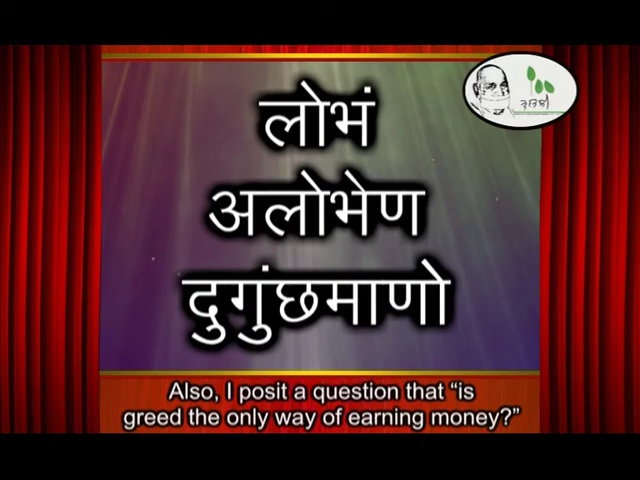 लोभं
अलोभेण
दुगुंछमाणो
Also, I posit a question that “is
greed the only way of earning money?”